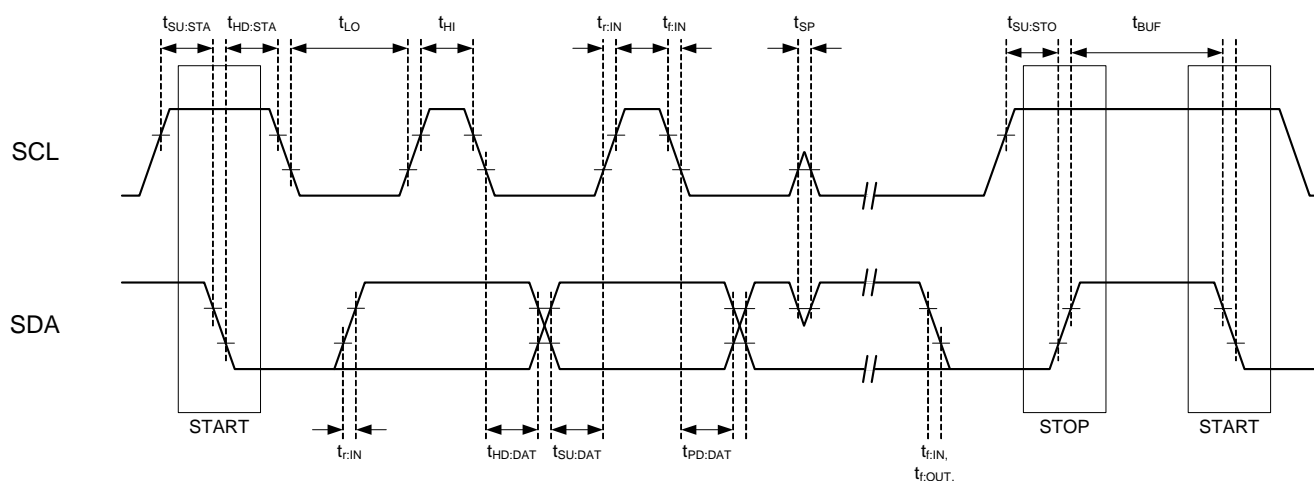 tSU:STA tHD:STA tLO tHI tr:IN tf:IN tSP tSU:STO tBUF
SCL
SDA
START STOP START
tr:IN tHD:DAT tSU:DAT tPD:DAT tf:IN,
tf:OUT,